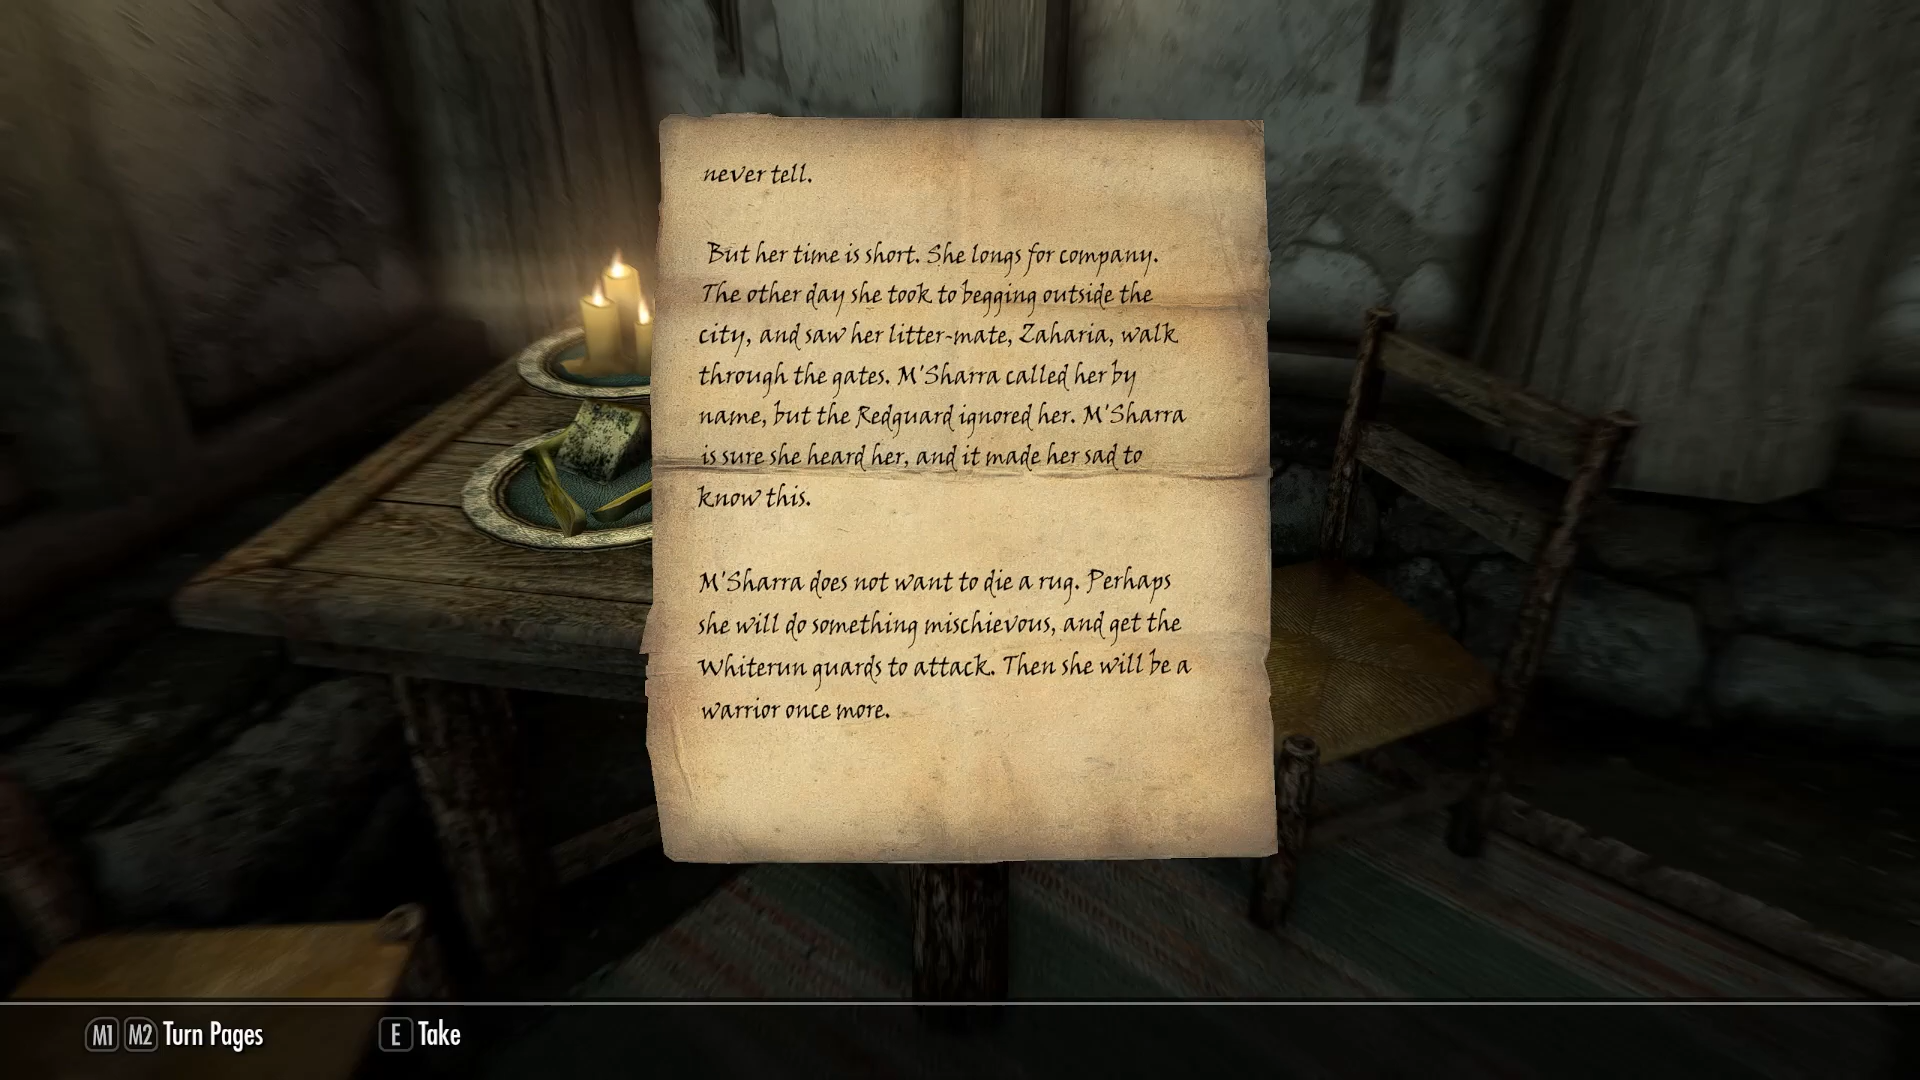 never tell.
But her time is short. She longs for company.
The other day she took to begging outside the
city, and saw her litter-mate, Zaharia, walk
through the gates. M'Sharra called her by
name, but the Redguard ignored her. M'Sharra
is sure she heard her, and it made her sad to
know this.
M'Sharra does not want to die a rug. Perhaps
she will do something mischievous, and get the
Whiterun guards to attack. Then she will be a
warrior once more.
M1 M2 Turn Pages E Take